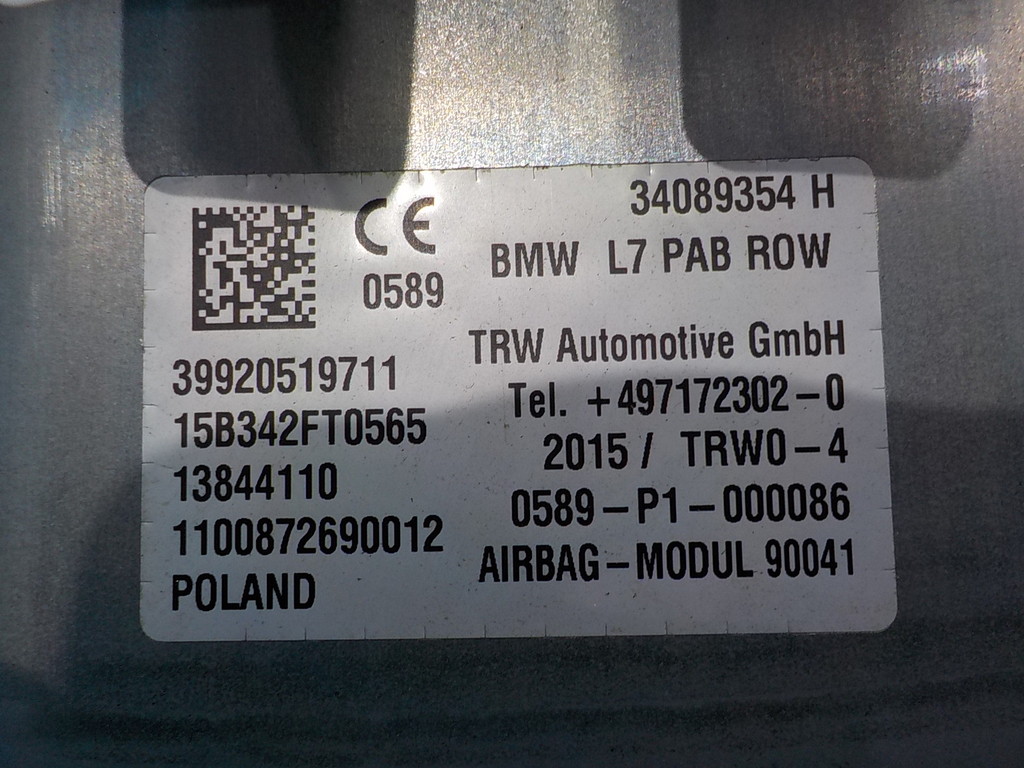 34089354 H
CE
0589
BMW L7 PAB ROW
TRW Automotive GmbH
39920519711
Tel. +497172302-0
15B342FT0565
2015 / TRW0-4
13844110
0589-P1-000086
1100872690012
AIRBAG-MODUL 90041
POLAND